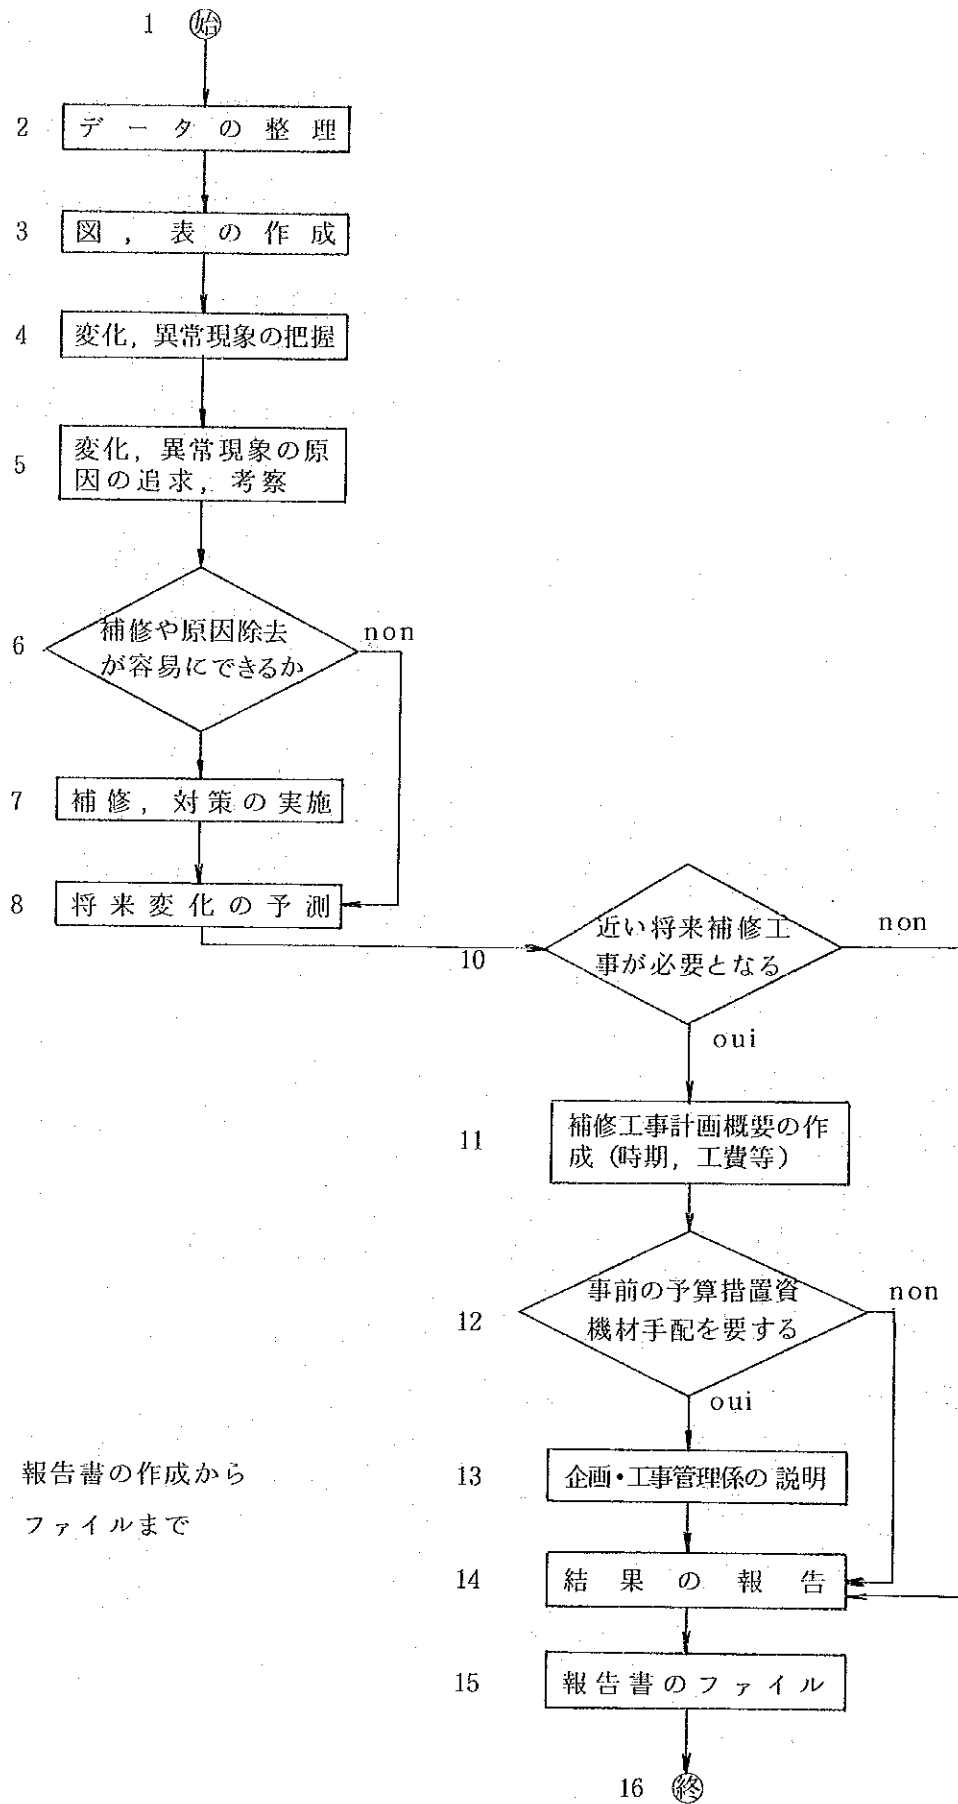 1 始
2 データの整理
3 図，表の作成
4 変化，異常現象の把握
5 変化，異常現象の原
因の追求，考察
6 補修や原因除去
が容易にできるか
non
7 補修，対策の実施
8 将来変化の予測
10 近い将来補修工
事が必要となる
non
oui
11 補修工事計画概要の作
成（時期，工費等）
12 事前の予算措置資
機材手配を要する
non
oui
13 企画・工事管理係の説明
14 結果の報告
15 報告書のファイル
16 終
報告書の作成から
ファイルまで